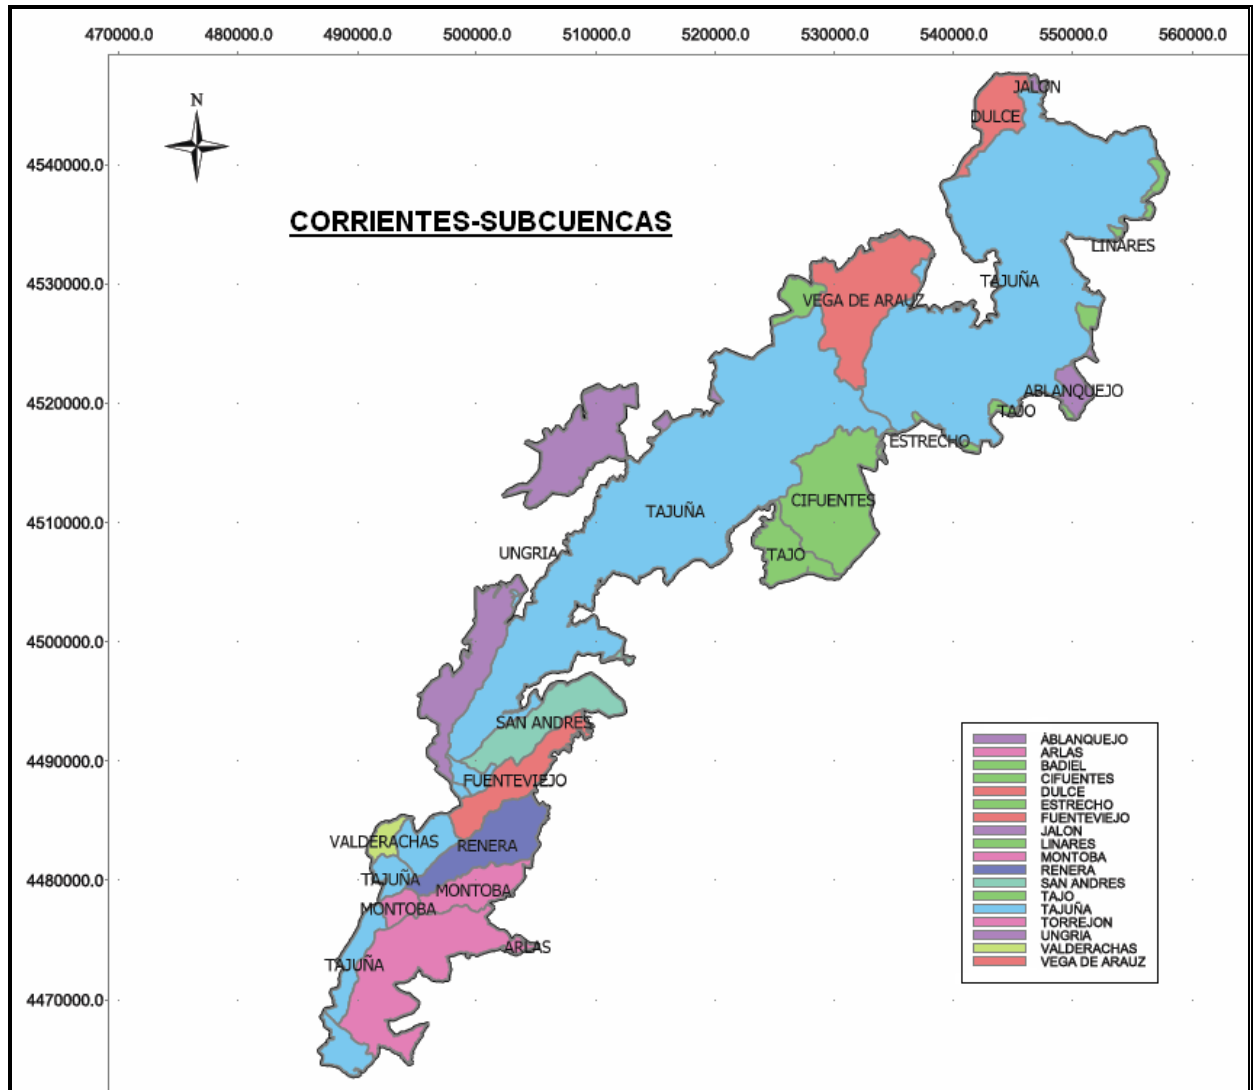 470000.0 480000.0 490000.0 500000.0 510000.0 520000.0 530000.0 540000.0 550000.0 560000.0
JALON
N
DULCE
4540000.0
CORRIENTES-SUBCUENCAS
LINARES
4530000.0
TAJUÑA
VEGA DE ARAUZ
ABLANQUEJO
4520000.0
TAJO
ESTRECHO
CIFUENTES
TAJUÑA
4510000.0
UNGRIA
TAJO
4500000.0
SAN ANDRES
4490000.0
FUENTEVIEJO
VALDERACHAS
RENERA
4480000.0
TAJUÑA
MONTOBA
MONTOBA
ARLAS
TAJUÑA
4470000.0
ABLANQUEJO
ARLAS
BADIEL
CIFUENTES
DULCE
ESTRECHO
FUENTEVIEJO
JALON
LINARES
MONTOBA
RENERA
SAN ANDRES
TAJO
TAJUÑA
TORREJON
UNGRIA
VALDERACHAS
VEGA DE ARAUZ